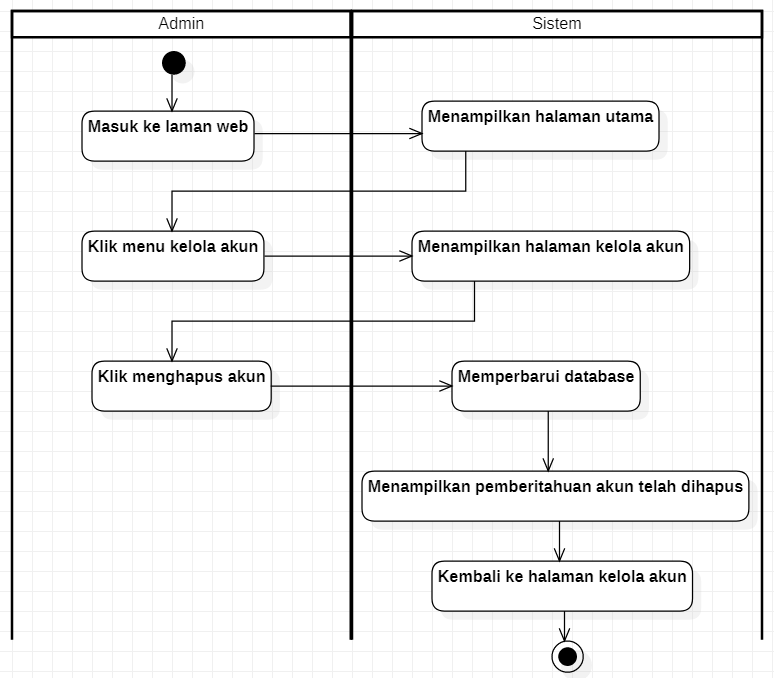 Admin
Sistem
Masuk ke laman web
Menampilkan halaman utama
Klik menu kelola akun
Menampilkan halaman kelola akun
Klik menghapus akun
Memperbarui database
Menampilkan pemberitahuan akun telah dihapus
Kembali ke halaman kelola akun